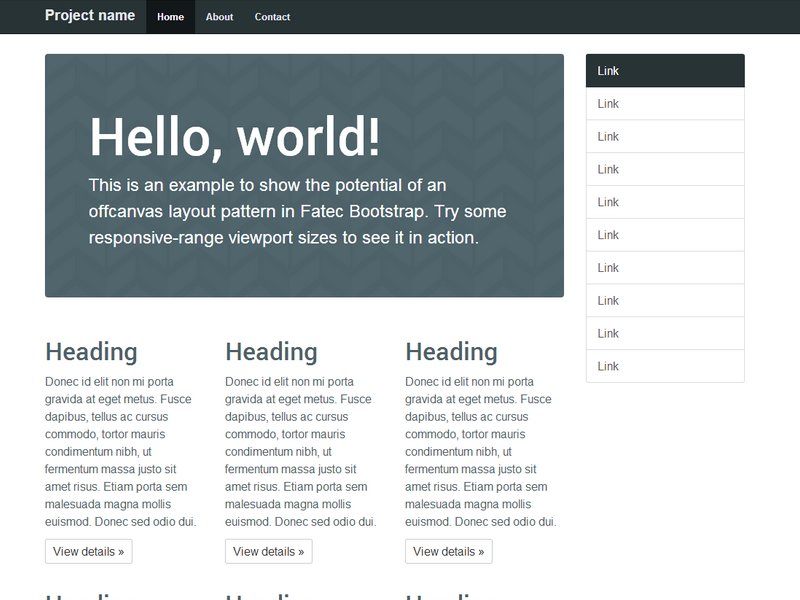 Project name Home About Contact
Hello, world!
This is an example to show the potential of an
offcanvas layout pattern in Fatec Bootstrap. Try some
responsive-range viewport sizes to see it in action.
Link
Link
Link
Link
Link
Link
Link
Link
Link
Link
Heading
Donec id elit non mi porta
gravida at eget metus. Fusce
dapibus, tellus ac cursus
commodo, tortor mauris
condimentum nibh, ut
fermentum massa justo sit
amet risus. Etiam porta sem
malesuada magna mollis
euismod. Donec sed odio dui.
View details »
Heading
Donec id elit non mi porta
gravida at eget metus. Fusce
dapibus, tellus ac cursus
commodo, tortor mauris
condimentum nibh, ut
fermentum massa justo sit
amet risus. Etiam porta sem
malesuada magna mollis
euismod. Donec sed odio dui.
View details »
Heading
Donec id elit non mi porta
gravida at eget metus. Fusce
dapibus, tellus ac cursus
commodo, tortor mauris
condimentum nibh, ut
fermentum massa justo sit
amet risus. Etiam porta sem
malesuada magna mollis
euismod. Donec sed odio dui.
View details »